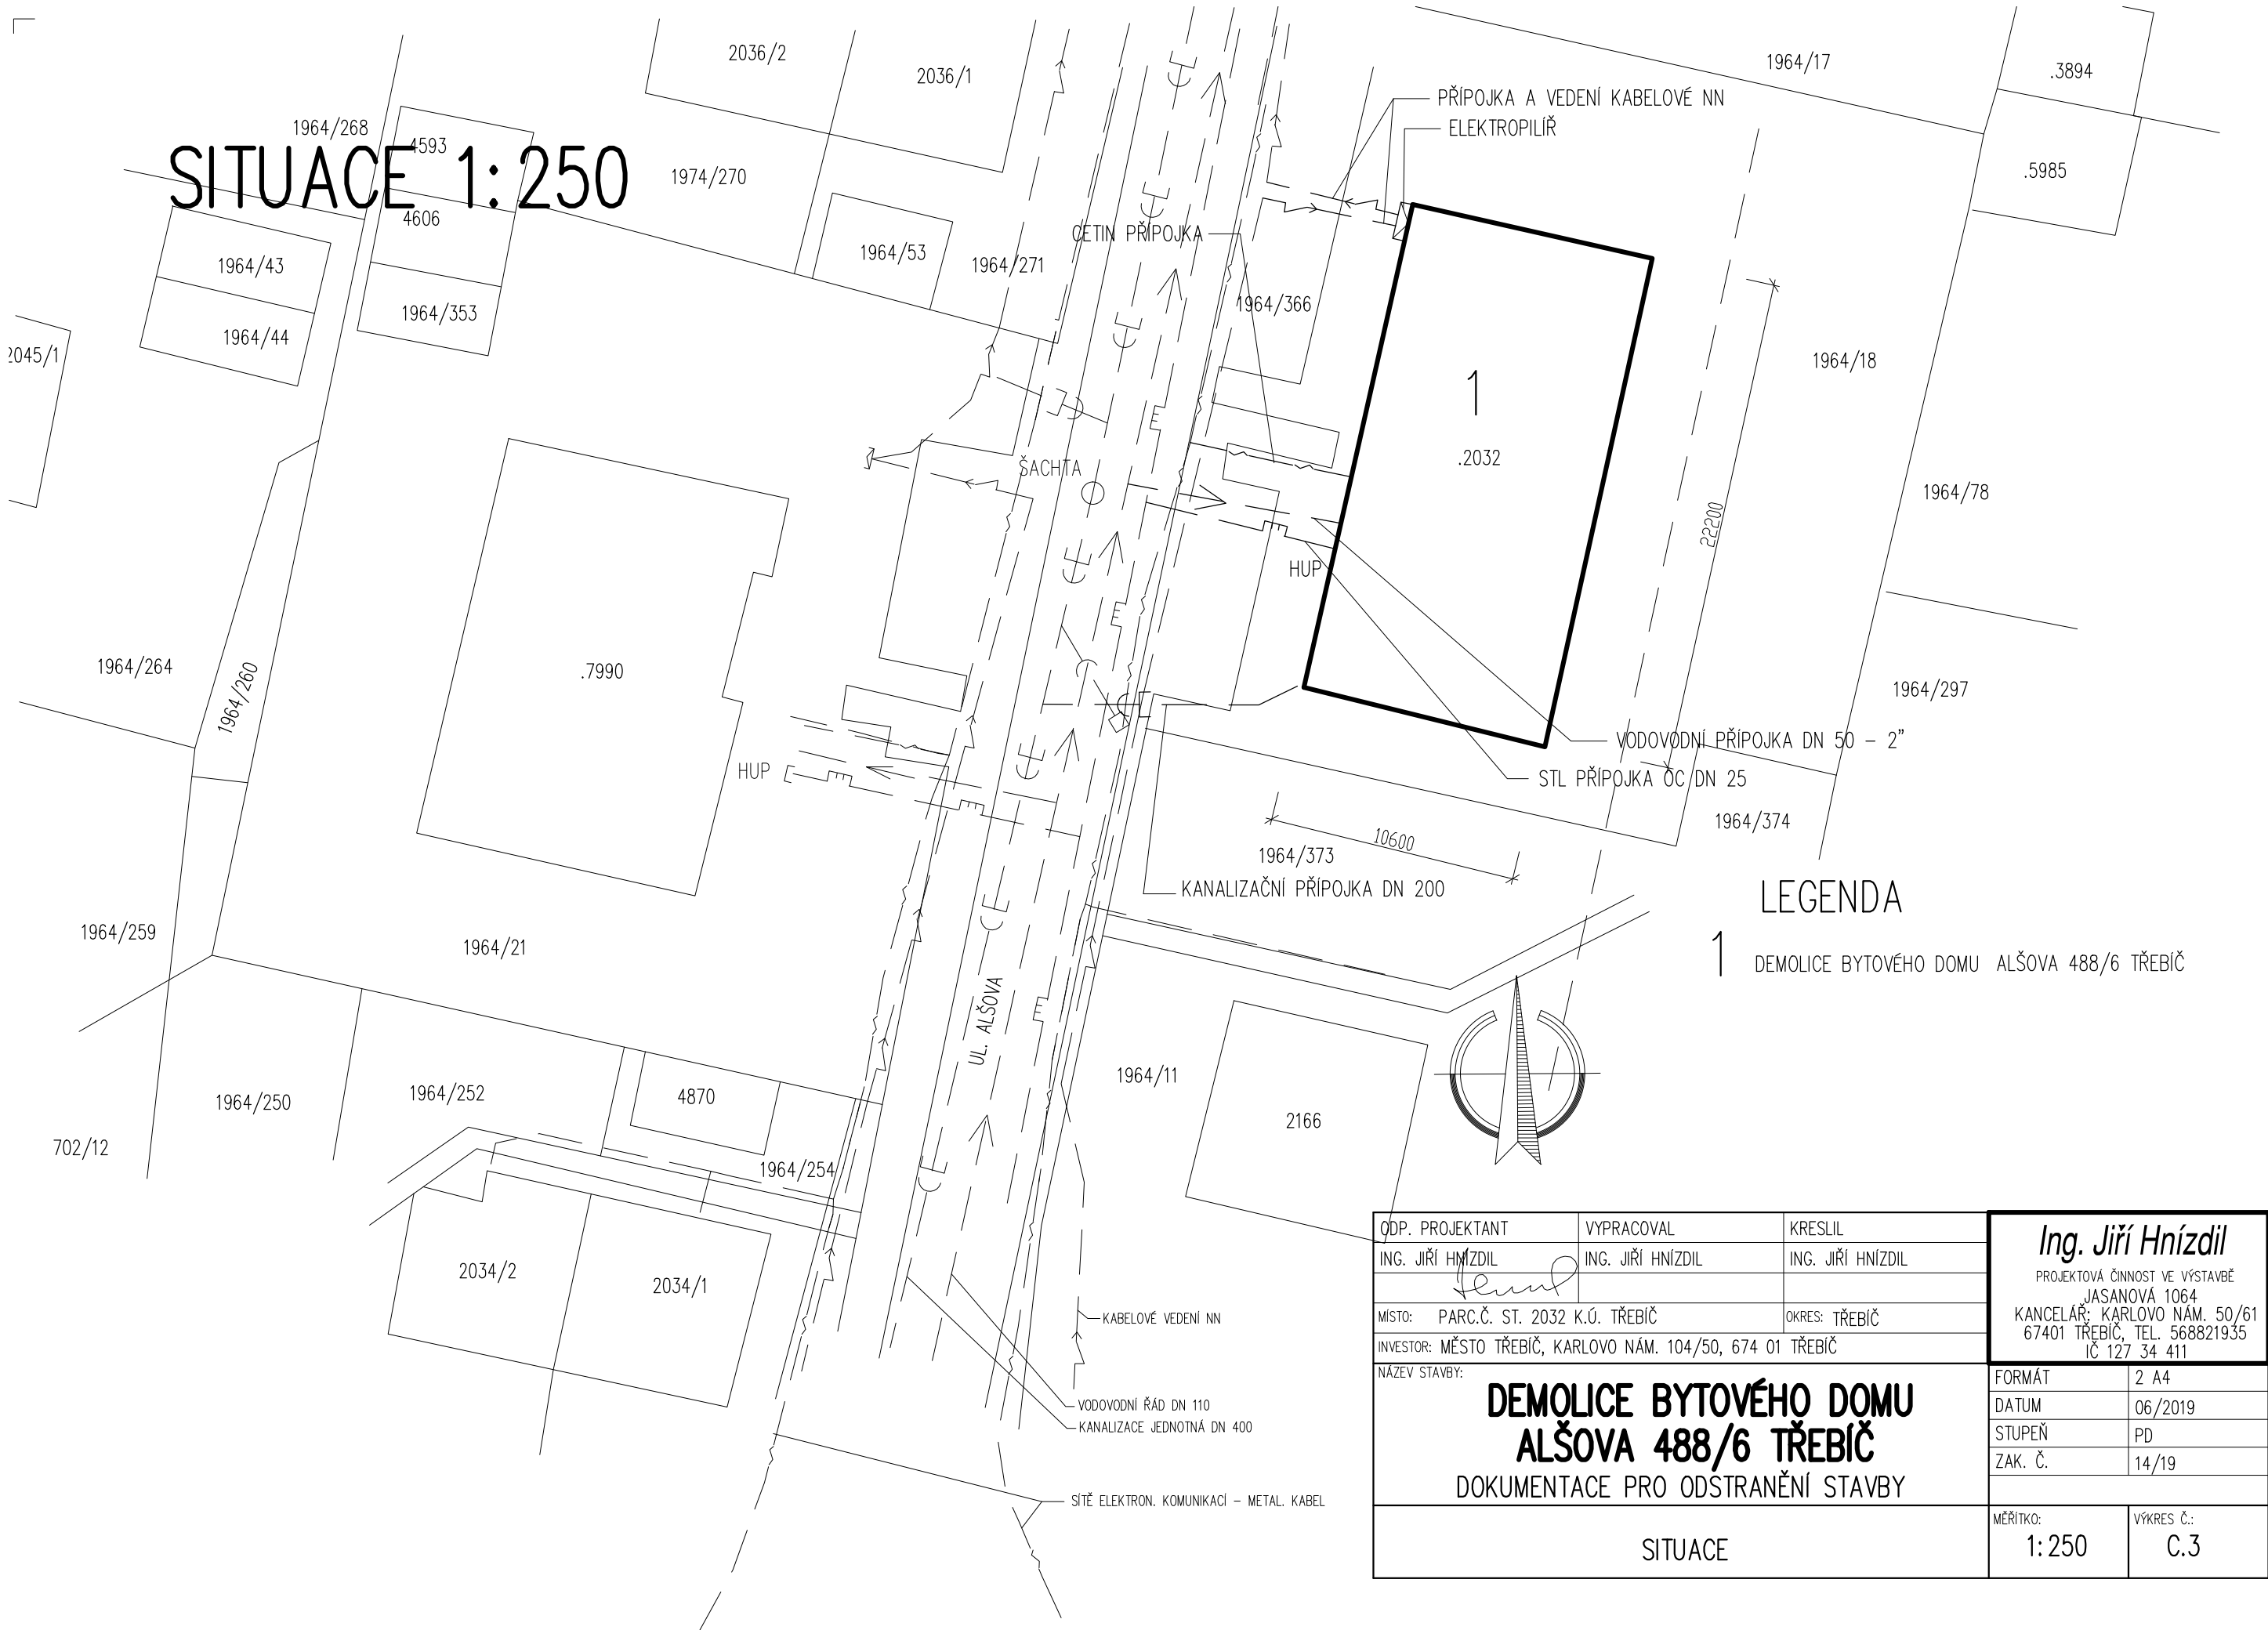 SITUACE 1:250
2036/2
2036/1
1964/17
.3894
PŘÍPOJKA A VEDENÍ KABELOVÉ NN
ELEKTROPILÍŘ
1964/268
4593
1974/270
.5985
4606
CETIN PŘÍPOJKA
1964/43
1964/53
1964/271
1964/366
1964/353
1964/44
2045/1
1964/18
1
.2032
ŠACHTA
1964/78
22200
HUP
1964/264
1964/260
.7990
1964/297
VODOVODNÍ PŘÍPOJKA DN 50 – 2"
HUP
STL PŘÍPOJKA OC DN 25
1964/374
10600
1964/373
KANALIZAČNÍ PŘÍPOJKA DN 200
LEGENDA
1 DEMOLICE BYTOVÉHO DOMU ALŠOVA 488/6 TŘEBÍČ
1964/259
1964/21
UL. ALŠOVA
1964/11
1964/250
1964/252
4870
2166
702/12
1964/254
2034/2
2034/1
KABELOVÉ VEDENÍ NN
VODOVODNÍ ŘÁD DN 110
KANALIZACE JEDNOTNÁ DN 400
SÍTĚ ELEKTRON. KOMUNIKACÍ – METAL. KABEL
ODP. PROJEKTANT VYPRACOVAL KRESLIL
ING. JIŘÍ HNÍZDIL ING. JIŘÍ HNÍZDIL ING. JIŘÍ HNÍZDIL
MÍSTO: PARC.Č. ST. 2032 K.Ú. TŘEBÍČ OKRES: TŘEBÍČ
INVESTOR: MĚSTO TŘEBÍČ, KARLOVO NÁM. 104/50, 674 01 TŘEBÍČ
Ing. Jiří Hnízdil
PROJEKTOVÁ ČINNOST VE VÝSTAVBĚ
JASANOVÁ 1064
KANCELÁŘ: KARLOVO NÁM. 50/61
67401 TŘEBÍČ, TEL. 568821935
IČ 127 34 411
NÁZEV STAVBY:
DEMOLICE BYTOVÉHO DOMU
ALŠOVA 488/6 TŘEBÍČ
DOKUMENTACE PRO ODSTRANĚNÍ STAVBY
FORMÁT 2 A4
DATUM 06/2019
STUPEŇ PD
ZAK. Č. 14/19
SITUACE
MĚŘÍTKO: VÝKRES Č.:
1:250 C.3